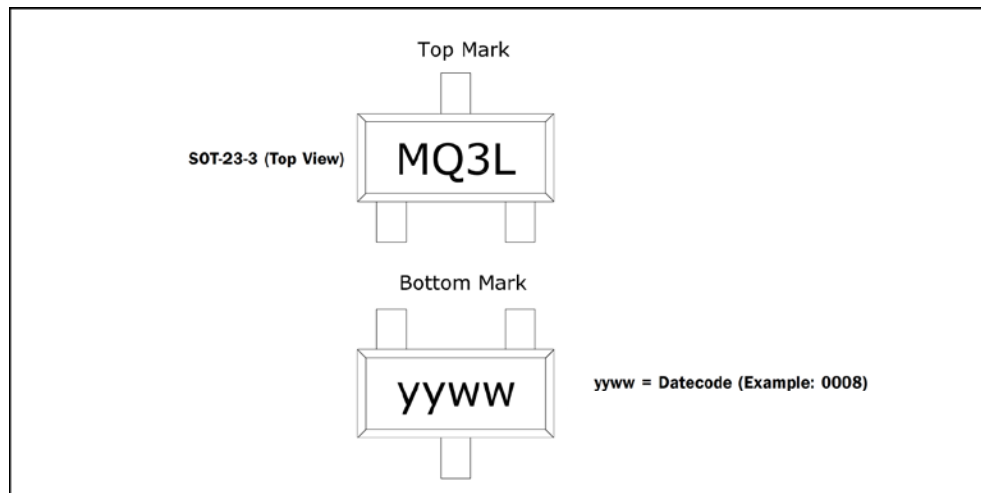 Top Mark
SOT-23-3 (Top View)
MQ3L
Bottom Mark
yyww
yyww = Datecode (Example: 0008)